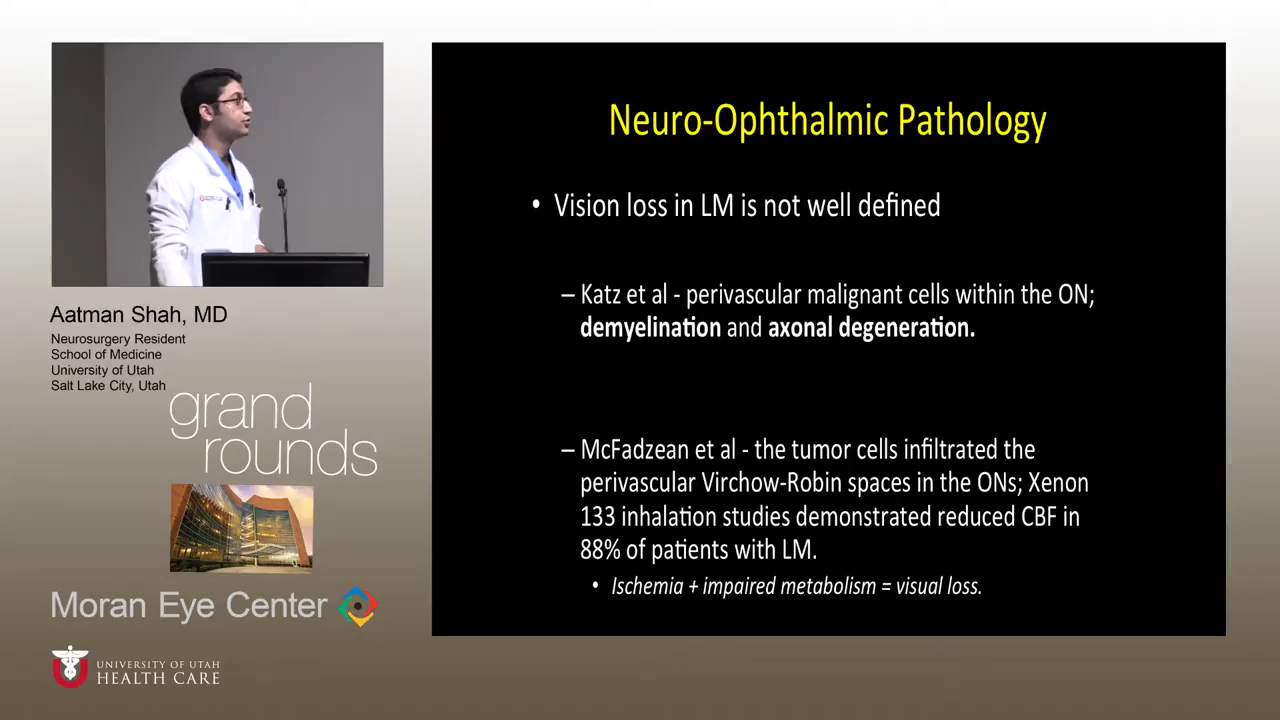 Neuro-Ophthalmic Pathology
• Vision loss in LM is not well defined
– Katz et al - perivascular malignant cells within the ON;
demyelination and axonal degeneration.
– McFadzean et al - the tumor cells infiltrated the
perivascular Virchow-Robin spaces in the ONs; Xenon
133 inhalation studies demonstrated reduced CBF in
88% of patients with LM.
• Ischemia + impaired metabolism = visual loss.
Aatman Shah, MD
Neurosurgery Resident
School of Medicine
University of Utah
Salt Lake City, Utah
grand
rounds
Moran Eye Center
UNIVERSITY OF UTAH
HEALTH CARE